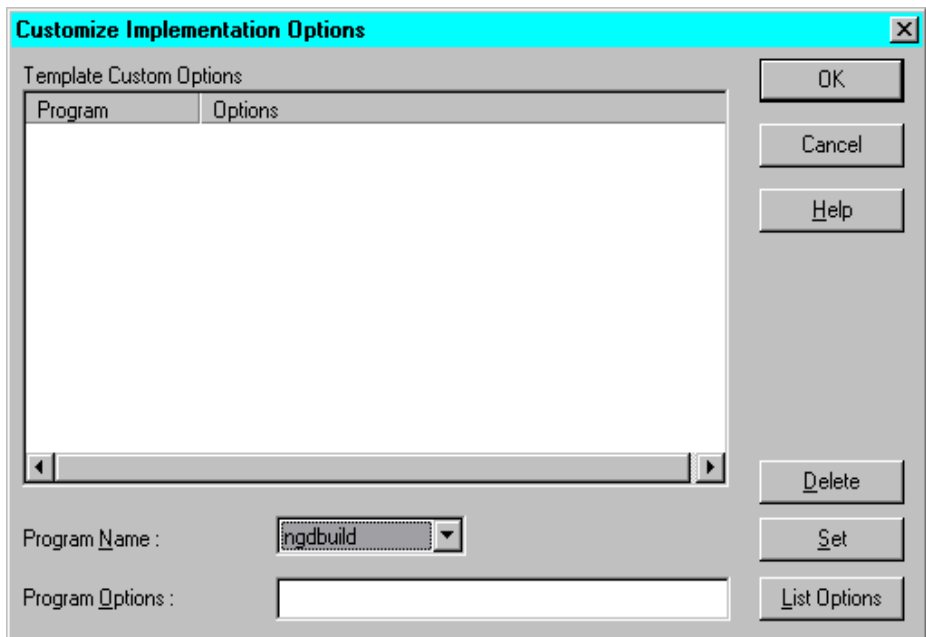 Customize Implementation Options
Template Custom Options
Program Options
OK
Cancel
Help
Delete
Program Name : ngdbuild
Set
Program Options :
List Options